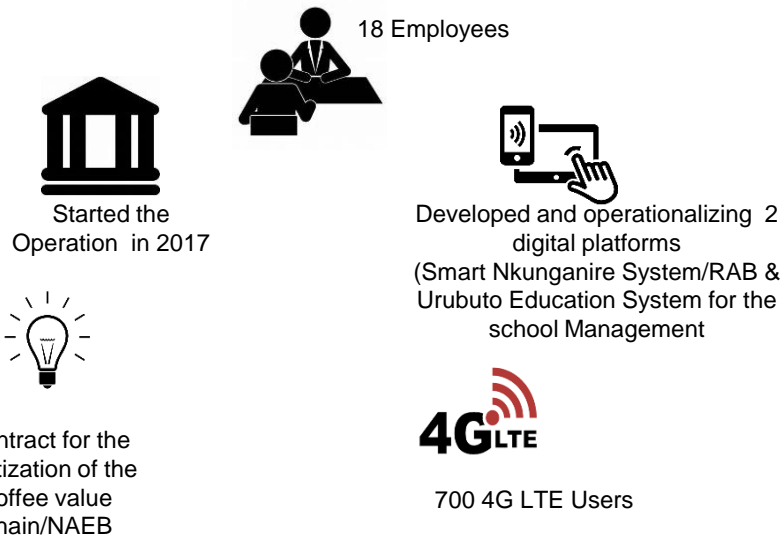 18 Employees
Started the
Operation in 2017
Developed and operationalizing 2
digital platforms
(Smart Nkunganire System/RAB &
Urubuto Education System for the
school Management
4G LTE
700 4G LTE Users
ntract for the
tization of the
offee value
hain/NAEB